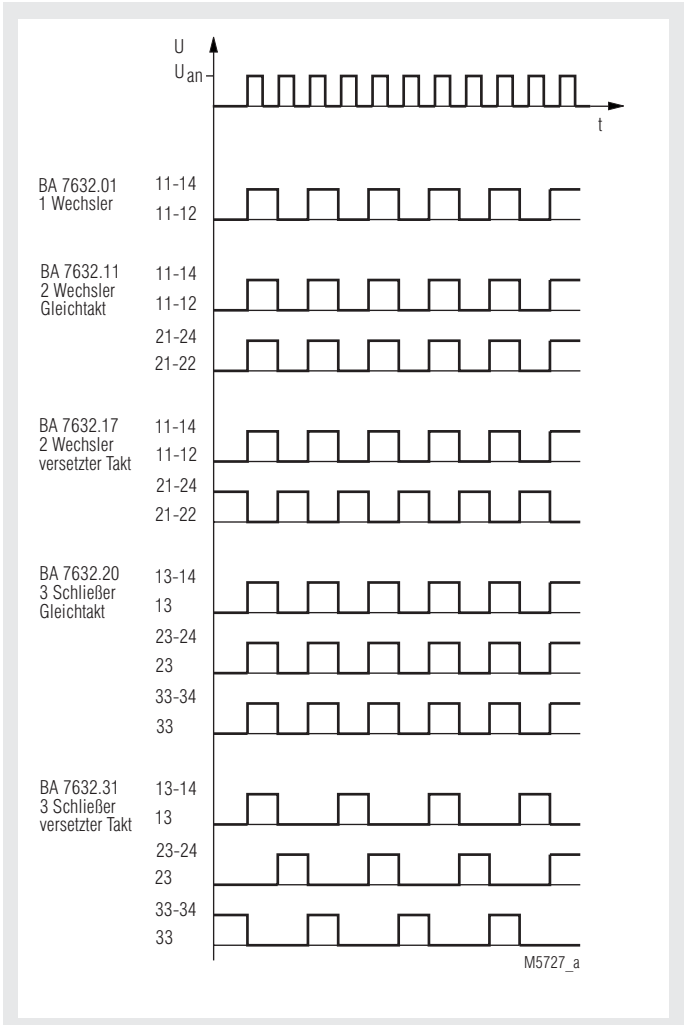 U
Uan
t
BA 7632.01
1 Wechsler
11-14
11-12
BA 7632.11
2 Wechsler
Gleichtakt
11-14
11-12
21-24
21-22
BA 7632.17
2 Wechsler
versetzter Takt
11-14
11-12
21-24
21-22
BA 7632.20
3 Schließer
Gleichtakt
13-14
13
23-24
23
33-34
33
BA 7632.31
3 Schließer
versetzter Takt
13-14
13
23-24
23
33-34
33
M5727_a